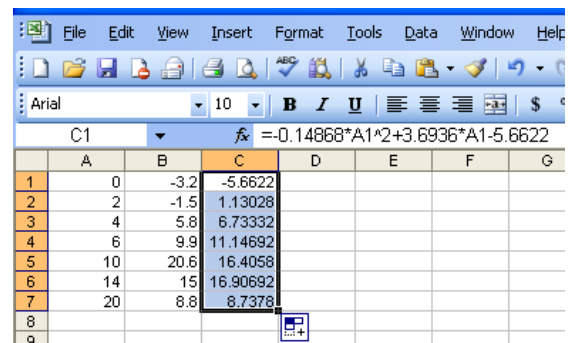 File Edit View Insert Format Tools Data Window Help
ABC
Arial 10 B I U a $
C1 fx =-0.14868*A1^2+3.6936*A1-5.6622
A B C D E F G
1 0 -3.2 -5.6622
2 2 -1.5 1.13028
3 4 5.8 6.73332
4 6 9.9 11.14692
5 10 20.6 16.4058
6 14 15 16.90692
7 20 8.8 8.7378
8
9